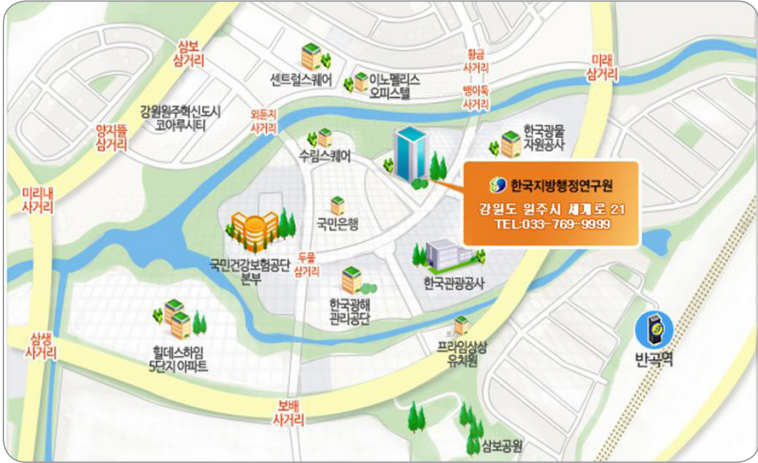 삼보
삼거리
센트럴스퀘어
이노펠리스
오피스텔
황금
사거리
미래
삼거리
뱅이둑
사거리
강원원주혁신도시
코아루시티
외둔지
사거리
양지뜰
삼거리
수림스퀘어
한국광물
자원공사
한국지방행정연구원
강원도 원주시 세계로 21
TEL:033-769-9999
미리내
사거리
국민은행
국민건강보험공단
본부
두물
삼거리
한국관광공사
한국광해
관리공단
삼생
사거리
힐데스하임
5단지 아파트
프라임상상
유치원
반곡역
보배
사거리
삼보공원